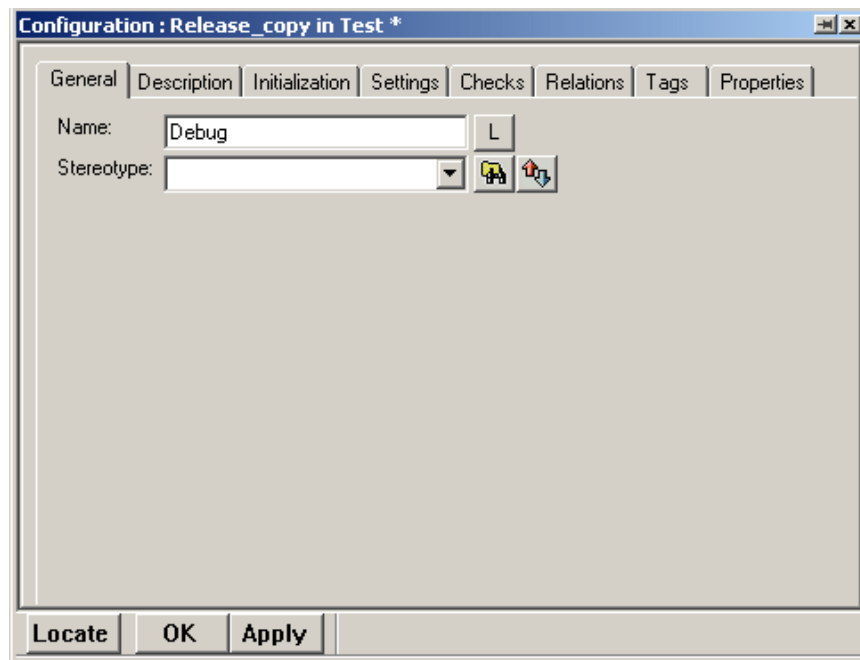 Configuration : Release_copy in Test *
General Description Initialization Settings Checks Relations Tags Properties
Name: Debug L
Stereotype:
Locate OK Apply